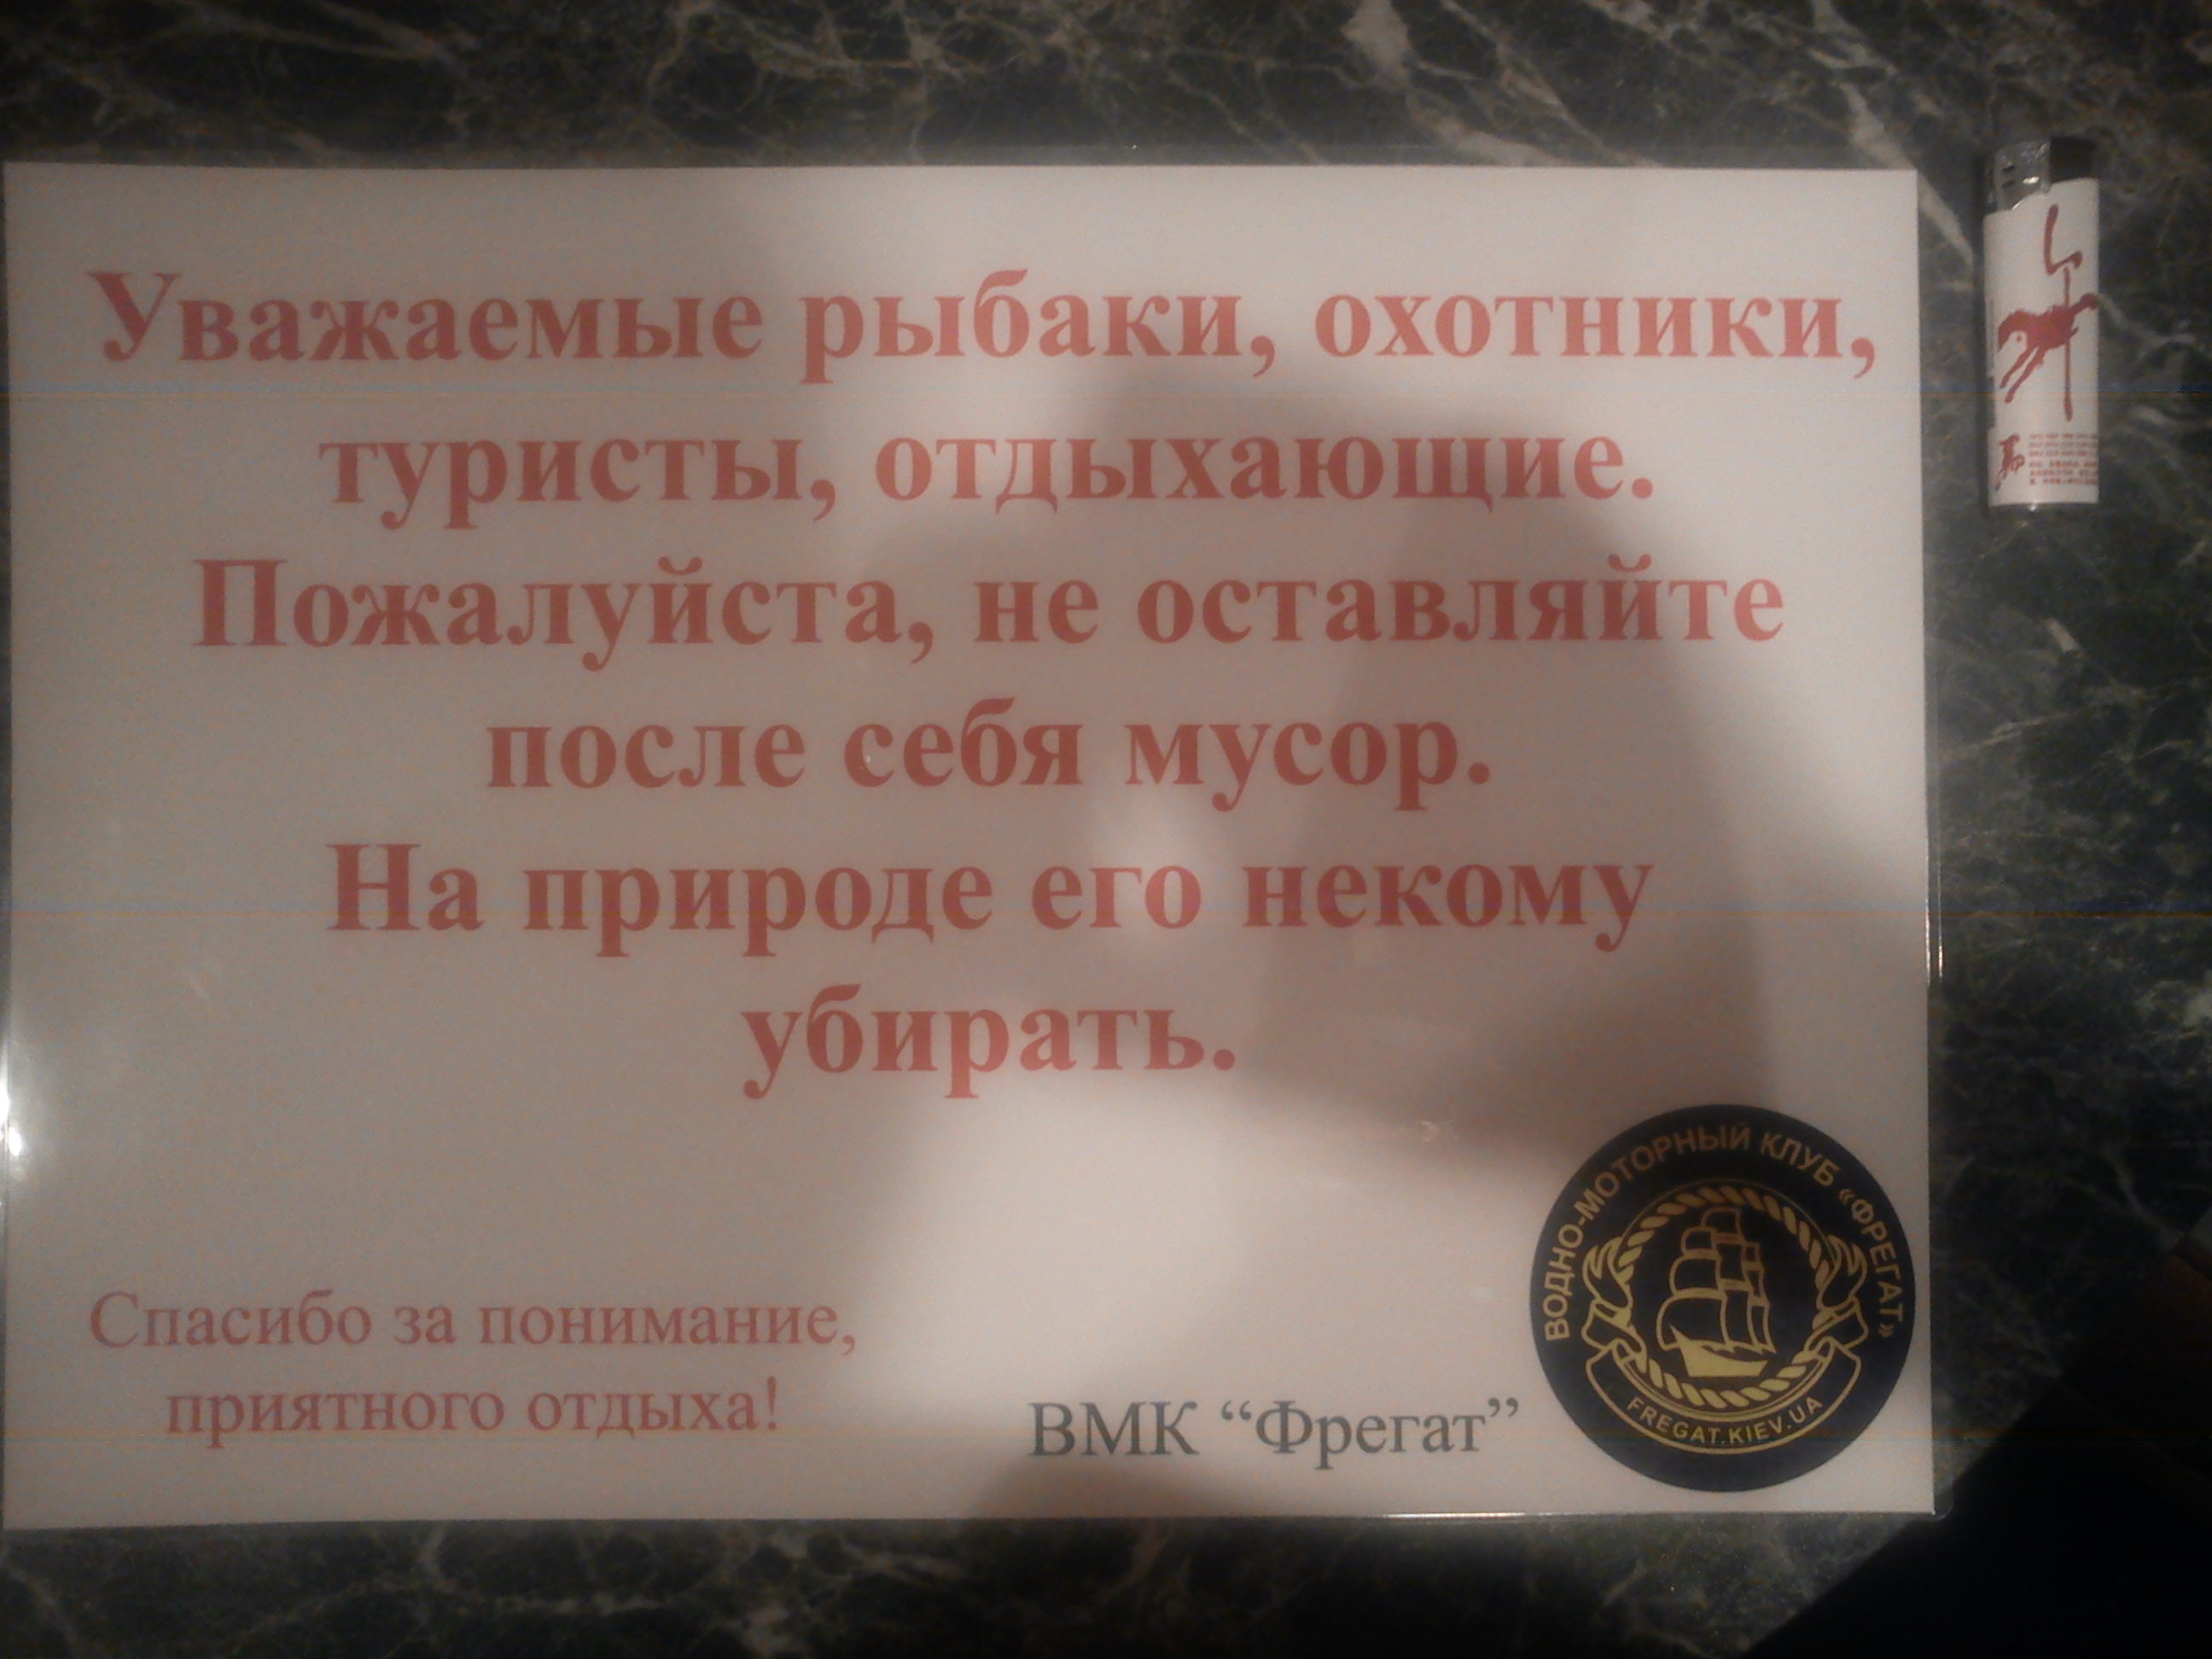 Уважаемые рыбаки, охотники,
туристы, отдыхающие.
Пожалуйста, не оставляйте
после себя мусор.
На природе его некому
убирать.
Спасибо за понимание,
приятного отдыха!
ВМК “Фрегат”
ВОДНО-МОТОРНЫЙ КЛУБ «ФРЕГАТ»
FREGAT.KIEV.UA